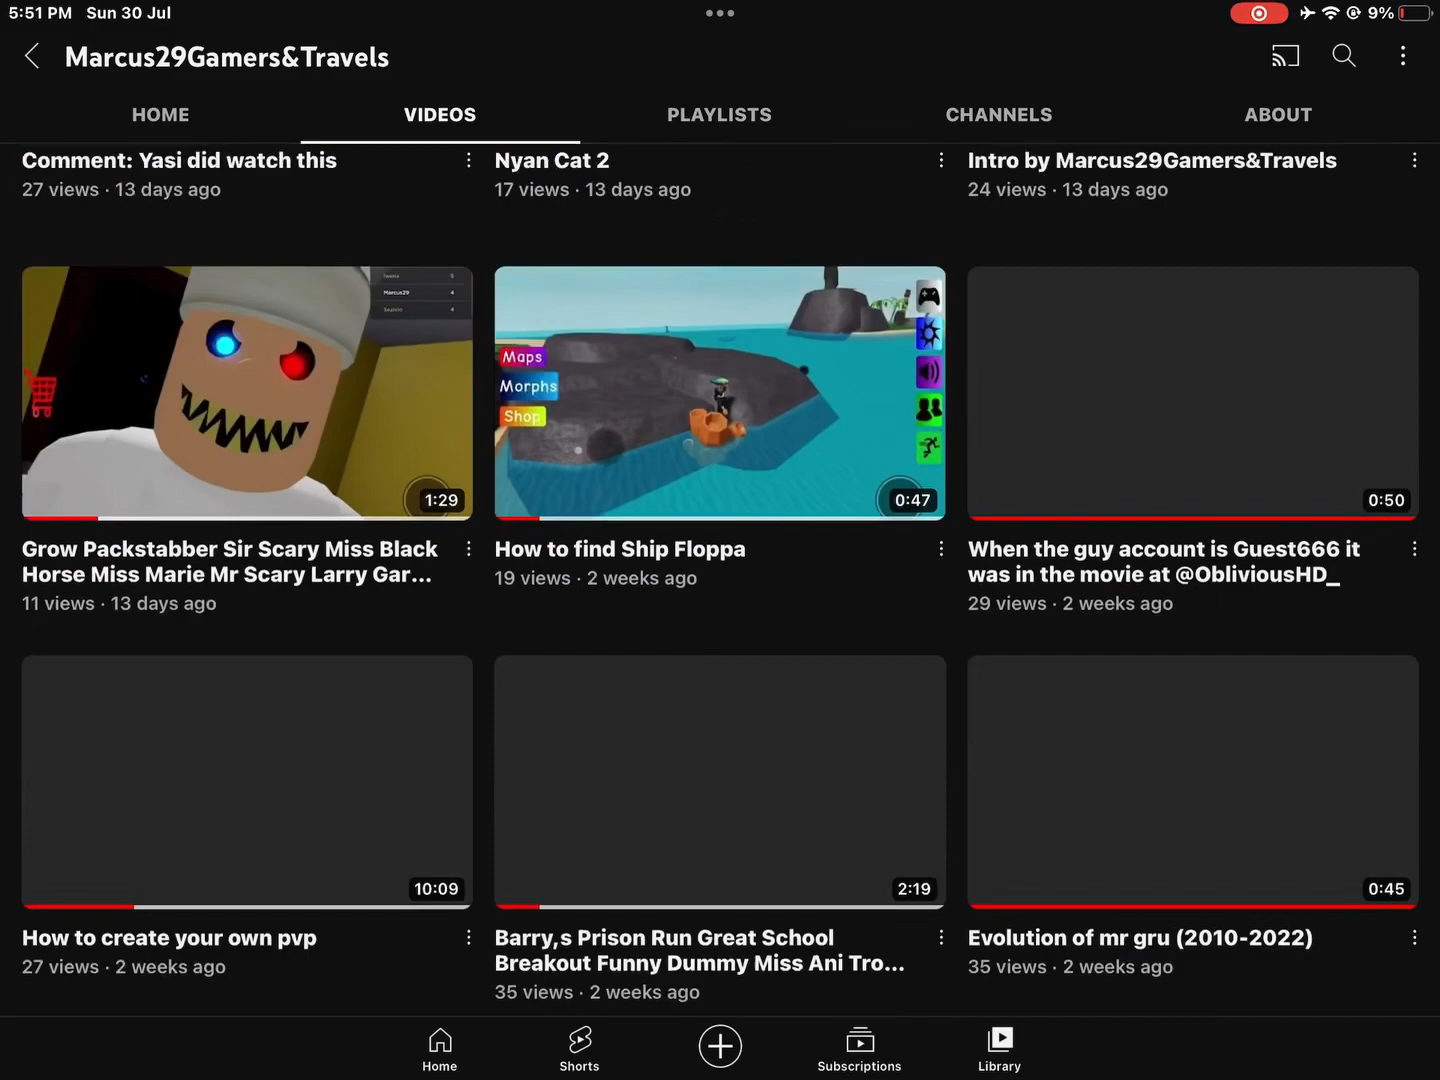 5:51 PM Sun 30 Jul
9%
Marcus29Gamers&Travels
HOME VIDEOS PLAYLISTS CHANNELS ABOUT
Comment: Yasi did watch this
27 views · 13 days ago
Nyan Cat 2
17 views · 13 days ago
Intro by Marcus29Gamers&Travels
24 views · 13 days ago
Marcus29 4
1:29
Grow Packstabber Sir Scary Miss Black
Horse Miss Marie Mr Scary Larry Gar...
11 views · 13 days ago
Maps
Morphs
Shop
0:47
How to find Ship Floppa
19 views · 2 weeks ago
0:50
When the guy account is Guest666 it
was in the movie at @ObliviousHD_
29 views · 2 weeks ago
10:09
How to create your own pvp
27 views · 2 weeks ago
2:19
Barry,s Prison Run Great School
Breakout Funny Dummy Miss Ani Tro...
35 views · 2 weeks ago
0:45
Evolution of mr gru (2010-2022)
35 views · 2 weeks ago
Home Shorts Subscriptions Library